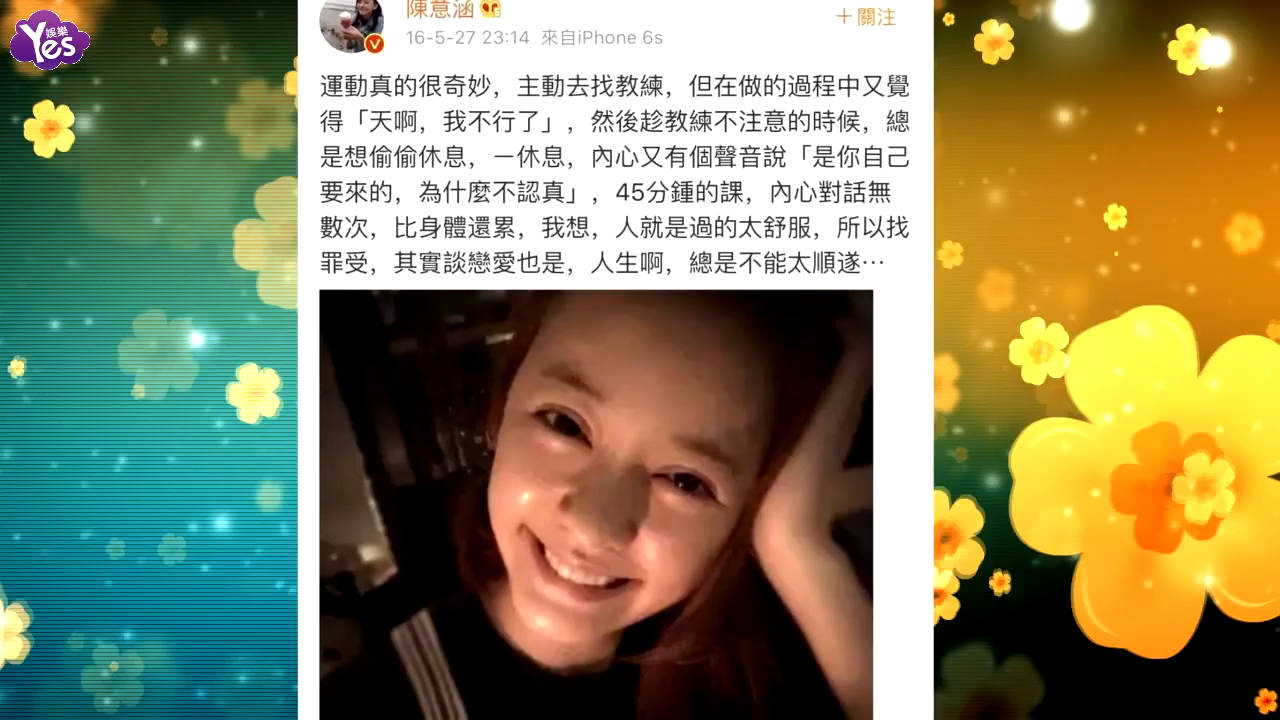 Yes娛樂
陳意涵
＋關注
16-5-27 23:14 來自iPhone 6s
運動真的很奇妙，主動去找教練，但在做的過程中又覺
得「天啊，我不行了」，然後趁教練不注意的時候，總
是想偷偷休息，一休息，內心又有個聲音說「是你自己
要來的，為什麼不認真」，45分鍾的課，內心對話無
數次，比身體還累，我想，人就是過的太舒服，所以找
罪受，其實談戀愛也是，人生啊，總是不能太順遂⋯